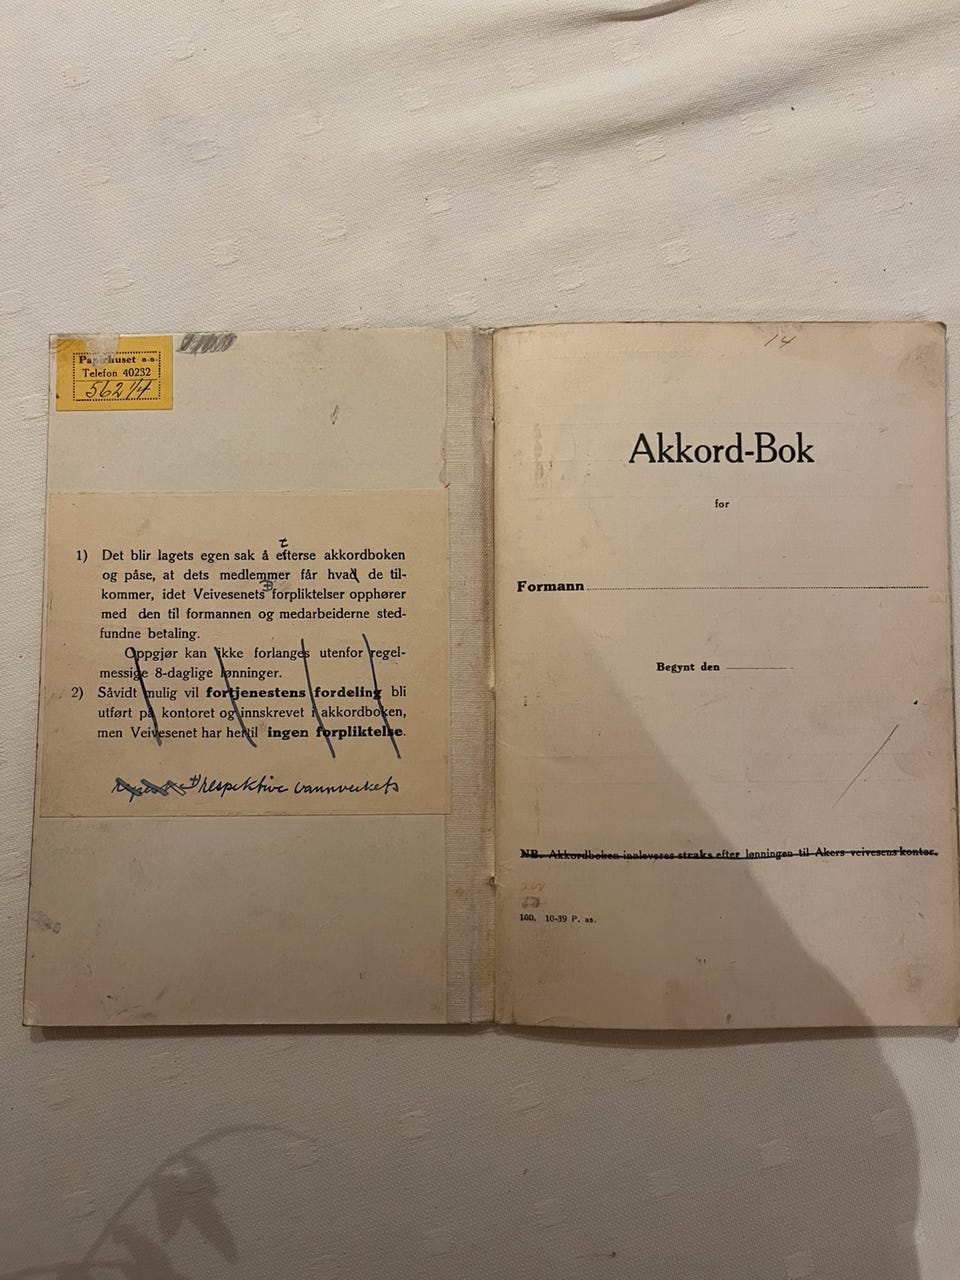 Papirhuset a.s.
Telefon 40232
562 1/4
1) Det blir lagets egen sak å etterse akkordboken
og påse, at dets medlemmer får hva de til-
kommer, idet Veivesenets +) forpliktelser opphører
med den til formannen og medarbeiderne sted-
fundne betaling.
Oppgjør kan ikke forlanges utenfor regel-
messige 8-daglige lønninger.
2) Såvidt mulig vil fortjenestens fordeling bli
utført på kontoret og innskrevet i akkordboken,
men Veivesenet har hertil ingen forpliktelse.
+) respektive vannverkets
14
Akkord-Bok
for
Formann
Begynt den
NB. Akkordboken innleveres straks efter lønningen til Akers veivesens kontor.
200
100. 10-39 P. as.